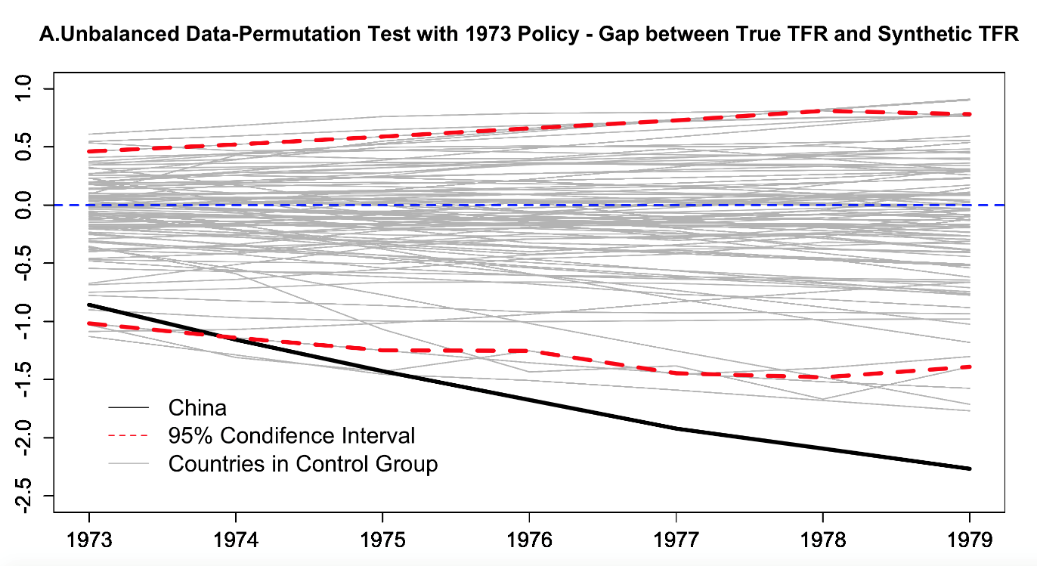 A.Unbalanced Data-Permutation Test with 1973 Policy - Gap between True TFR and Synthetic TFR
1.0
0.5
0.0
-0.5
-1.0
-1.5
-2.0
-2.5
China
95% Condifence Interval
Countries in Control Group
1973 1974 1975 1976 1977 1978 1979